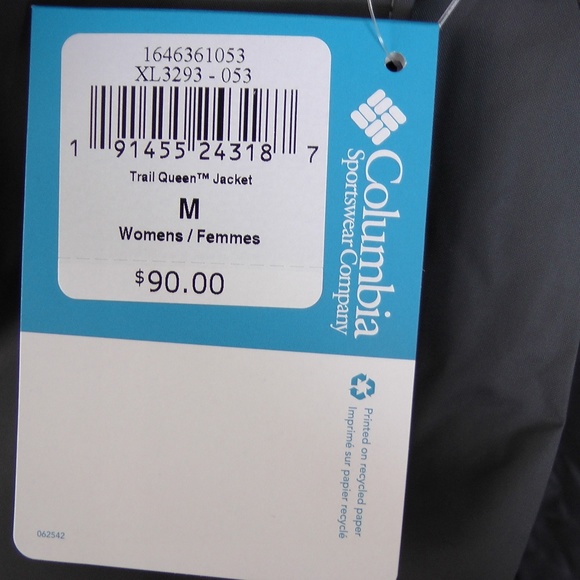 1646361053
XL3293 - 053
1 91455 24318 7
Trail Queen™ Jacket
M
Womens / Femmes
$90.00
Columbia
Sportswear Company
Printed on recycled paper
Imprimé sur papier recyclé
062542